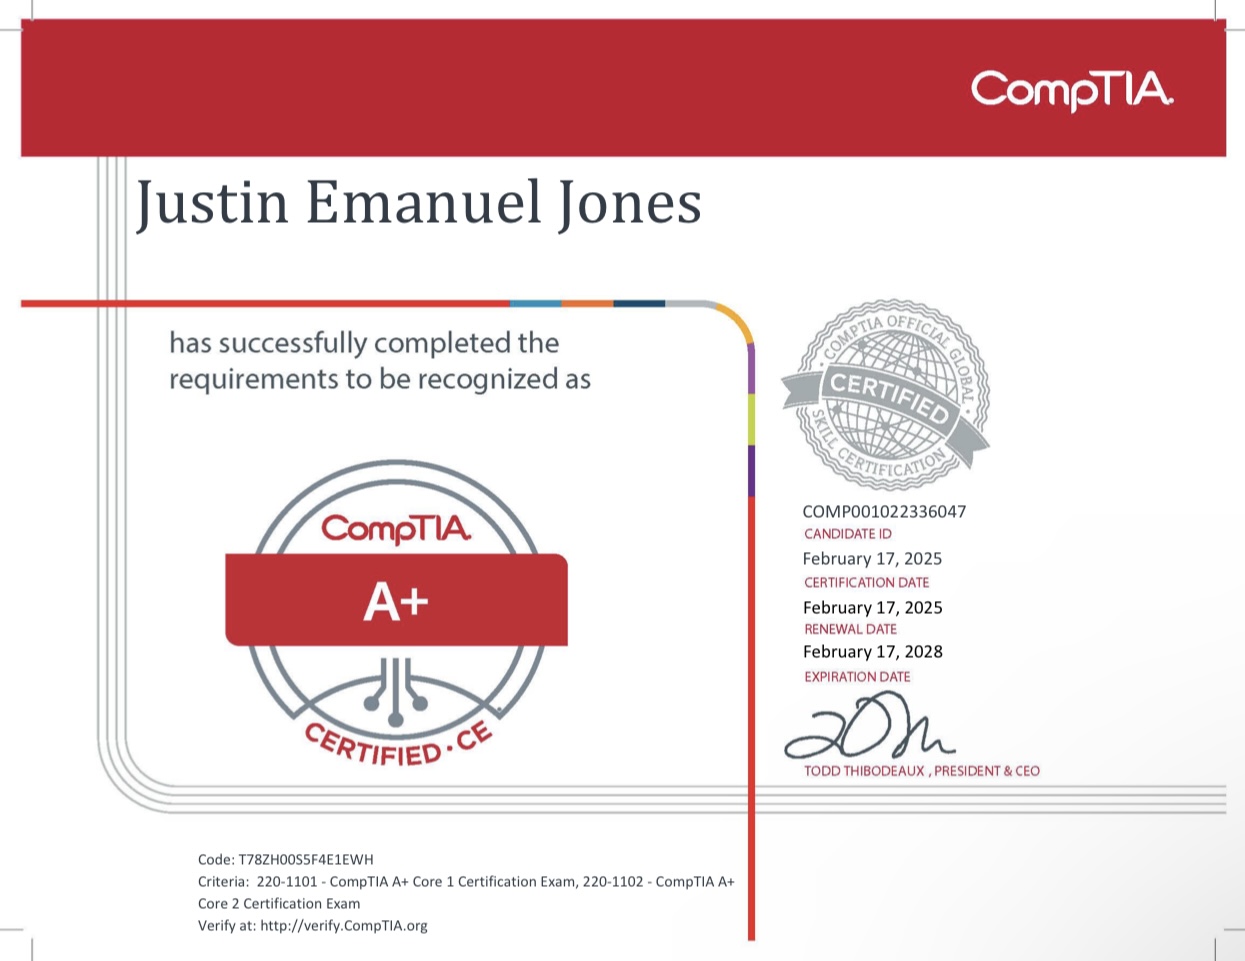 CompTIA.
Justin Emanuel Jones
has successfully completed the
requirements to be recognized as
CompTIA.
A+
CERTIFIED · CE
COMPTIA OFFICIAL GLOBAL
CERTIFIED
SKILL CERTIFICATION
COMP001022336047
CANDIDATE ID
February 17, 2025
CERTIFICATION DATE
February 17, 2025
RENEWAL DATE
February 17, 2028
EXPIRATION DATE
TODD THIBODEAUX , PRESIDENT & CEO
Code: T78ZH00S5F4E1EWH
Criteria:  220-1101 - CompTIA A+ Core 1 Certification Exam, 220-1102 - CompTIA A+
Core 2 Certification Exam
Verify at: http://verify.CompTIA.org